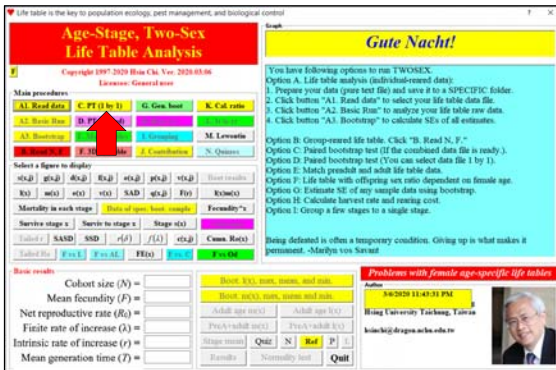 Life table is the key to population ecology, pest management, and biological control
Age-Stage, Two-Sex
Life Table Analysis
F
Copyright 1997-2020 Hsin Chi. Ver. 2020.03.06
Licensee: General user
Main procedures
A1. Read data
C. PT (1 by 1)
G. Gen. boot
K. Cal. ratio
A2. Basic Run
A3. Bootstrap
I. Grouping
M. Lewontin
B. Read N, F
J. Contribution
N. Quinces
Select a figure to display
s(x,j) g(x,j) d(x,j) f(x,j) e(x,j) p(x,j) v(x,j) Boot results
l(x) m(x) e(x) v(x) SAD q(x,j) F(r) l(x)m(x)
Mortality in each stage
Data of spec. boot. sample
Fecundity^x
Survive stage x
Surviv to stage x
Stage s(x)
SASD SSD r(δ) f(λ) c(x,j) Cumu. Ro(x)
F vs L F vs AL FE(x) F vs C F vs Od
Basic results
Cohort size (N) =
Mean fecundity (F) =
Net reproductive rate (R₀) =
Finite rate of increase (λ) =
Intrinsic rate of increase (r) =
Mean generation time (T) =
Boot. l(x), max, mean and min.
Boot. m(x). max, mean and min.
Adult age m(x)
Adult age l(x)
PreA+adult m(x)
PreA+adult l(x)
Stage mean
Quiz
N
Ref
P
L
Results
Normality test
Quit
Graph
Gute Nacht!
You have following options to run TWOSEX.
Option A. Life table analysis (individual-reared data):
1. Prepare your data (pure text file) and save it to a SPECIFIC folder.
2. Click button "A1. Read data" to select your life table data file.
3. Click button "A2. Basic Run" to analyze your life table raw data.
4. Click "A3. Bootstrap" to calculate SEs of all estimates.
Option B: Group-reared life table. Click "B. Read N, F."
Option C: Paired bootstrap test (If the combined data file is ready.).
Option D: Paired bootstrap test (You can select data file 1 by 1).
Option E: Match preadult and adult life table data.
Option F: Life table with offspring sex ratio dependent on female age.
Option G: Estimate SE of any sample data using bootstrap.
Option H: Calculate harvest rate and rearing cost.
Option I: Group a few stages to a single stage.
Being defeated is often a temporary condition. Giving up is what makes it
permanent. -Marilyn vos Savant
Problems with female age-specific life tables
Author
3/6/2020 11:43:31 PM
Hsing University Taichung, Taiwan
hsinchi@dragon.nchu.edu.tw